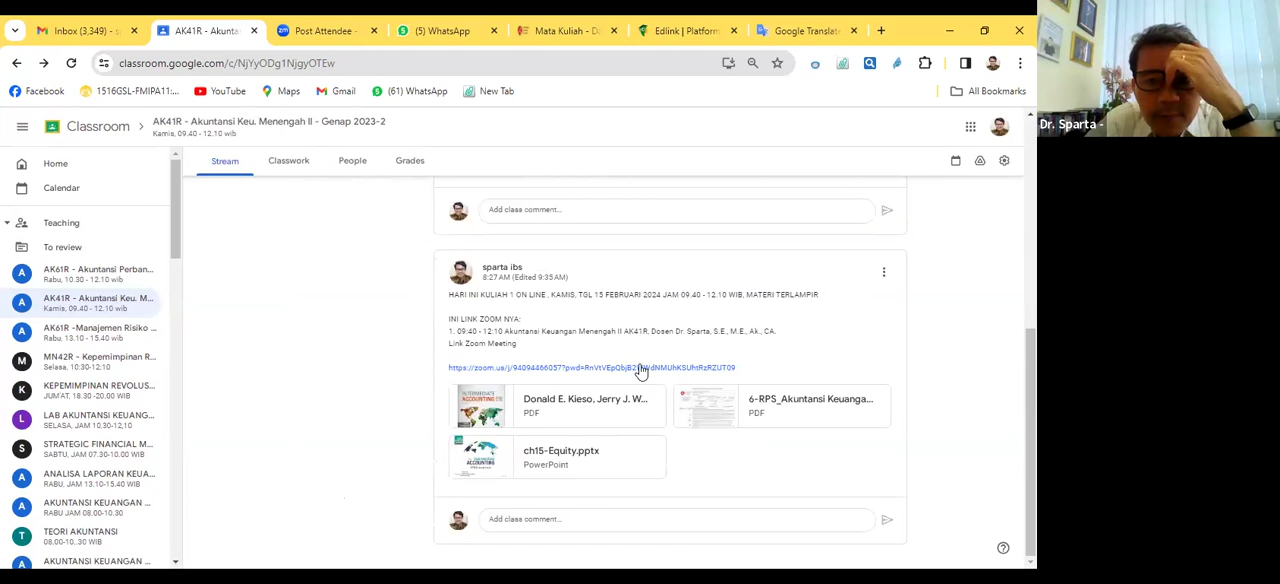 Inbox (3,349) - s
AK41R - Akunta
Post Attendee -
(5) WhatsApp
Mata Kuliah - Da
Edlink | Platform
Google Translate
classroom.google.com/c/NjYyODg1NjgyOTEw
Facebook
1516GSL-FMIPA11:...
YouTube
Maps
Gmail
(61) WhatsApp
New Tab
All Bookmarks
Dr. Sparta -
Classroom
AK41R - Akuntansi Keu. Menengah II - Genap 2023-2
Kamis, 09.40 - 12.10 wib
Stream
Classwork
People
Grades
Home
Calendar
Teaching
To review
A
AK61R - Akuntansi Perban...
Rabu, 10.30 - 12.10 wib
A
AK41R - Akuntansi Keu. M...
Kamis, 09.40 - 12.10 wib
A
AK61R -Manajemen Risiko ...
Rabu, 13.10 - 15.40 WIB
M
MN42R - Kepemimpinan R...
Selasa, 10:30-12:10
KEPEMIMPINAN REVOLUS...
JUM'AT, 18.30 -20.00 WIB
L
LAB AKUNTANSI KEUANG...
SELASA, JAM 10,30-12,10
S
STRATEGIC FINANCIAL M...
SABTU, JAM 07.30-10.00 WIB
A
ANALISA LAPORAN KEUA...
RABU, JAM 13.10-15.40 WIB
A
AKUNTANSI KEUANGAN ...
RABU JAM 08.00-10.30
T
TEORI AKUNTANSI
08.00-10..30 WIB
A
AKUNTANSI KEUANGAN ...
Add class comment...
sparta ibs
8:27 AM (Edited 9:35 AM)
HARI INI KULIAH 1 ON LINE , KAMIS, TGL 15 FEBRUARI 2024 JAM 09.40 - 12.10 WIB, MATERI TERLAMPIR
INI LINK ZOOM NYA:
1. 09:40 - 12:10 Akuntansi Keuangan Menengah II AK41R, Dosen Dr. Sparta, S.E., M.E., Ak., CA.
Link Zoom Meeting
Donald E. Kieso, Jerry J. W...
PDF
6-RPS_Akuntansi Keuanga...
PDF
INTERMEDIATE
ACCOUNTING
ch15-Equity.pptx
PowerPoint
Add class comment...